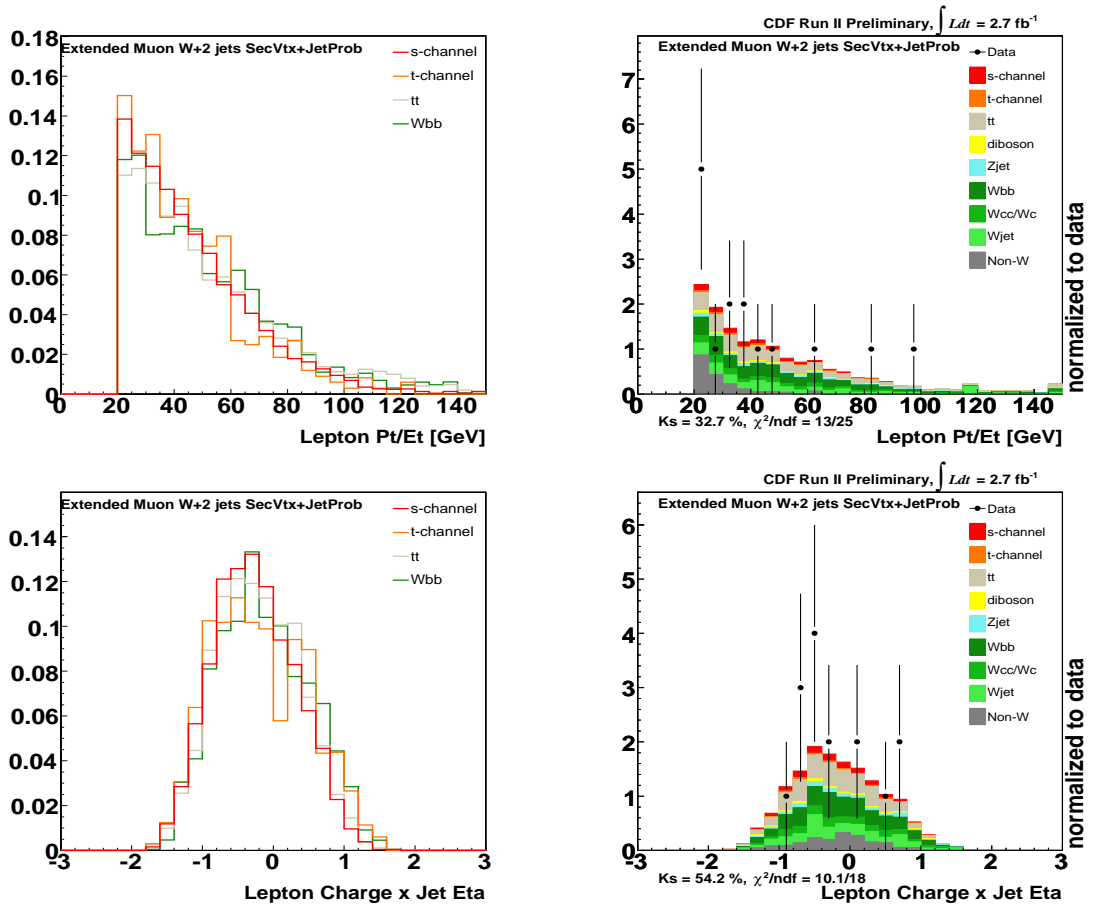 Extended Muon W+2 jets SecVtx+JetProb
s-channel
t-channel
tt
Wbb
0.18
0.16
0.14
0.12
0.1
0.08
0.06
0.04
0.02
0
0 20 40 60 80 100 120 140
Lepton Pt/Et [GeV]
CDF Run II Preliminary, ∫ Ldt = 2.7 fb⁻¹
Extended Muon W+2 jets SecVtx+JetProb
Data
s-channel
t-channel
tt
diboson
Zjet
Wbb
Wcc/Wc
Wjet
Non-W
7
6
5
4
3
2
1
0
0 20 40 60 80 100 120 140
Ks = 32.7 %, χ²/ndf = 13/25
Lepton Pt/Et [GeV]
normalized to data
Extended Muon W+2 jets SecVtx+JetProb
s-channel
t-channel
tt
Wbb
0.14
0.12
0.1
0.08
0.06
0.04
0.02
0
-3 -2 -1 0 1 2 3
Lepton Charge x Jet Eta
CDF Run II Preliminary, ∫ Ldt = 2.7 fb⁻¹
Extended Muon W+2 jets SecVtx+JetProb
Data
s-channel
t-channel
tt
diboson
Zjet
Wbb
Wcc/Wc
Wjet
Non-W
6
5
4
3
2
1
0
-3 -2 -1 0 1 2 3
Ks = 54.2 %, χ²/ndf = 10.1/18
Lepton Charge x Jet Eta
normalized to data